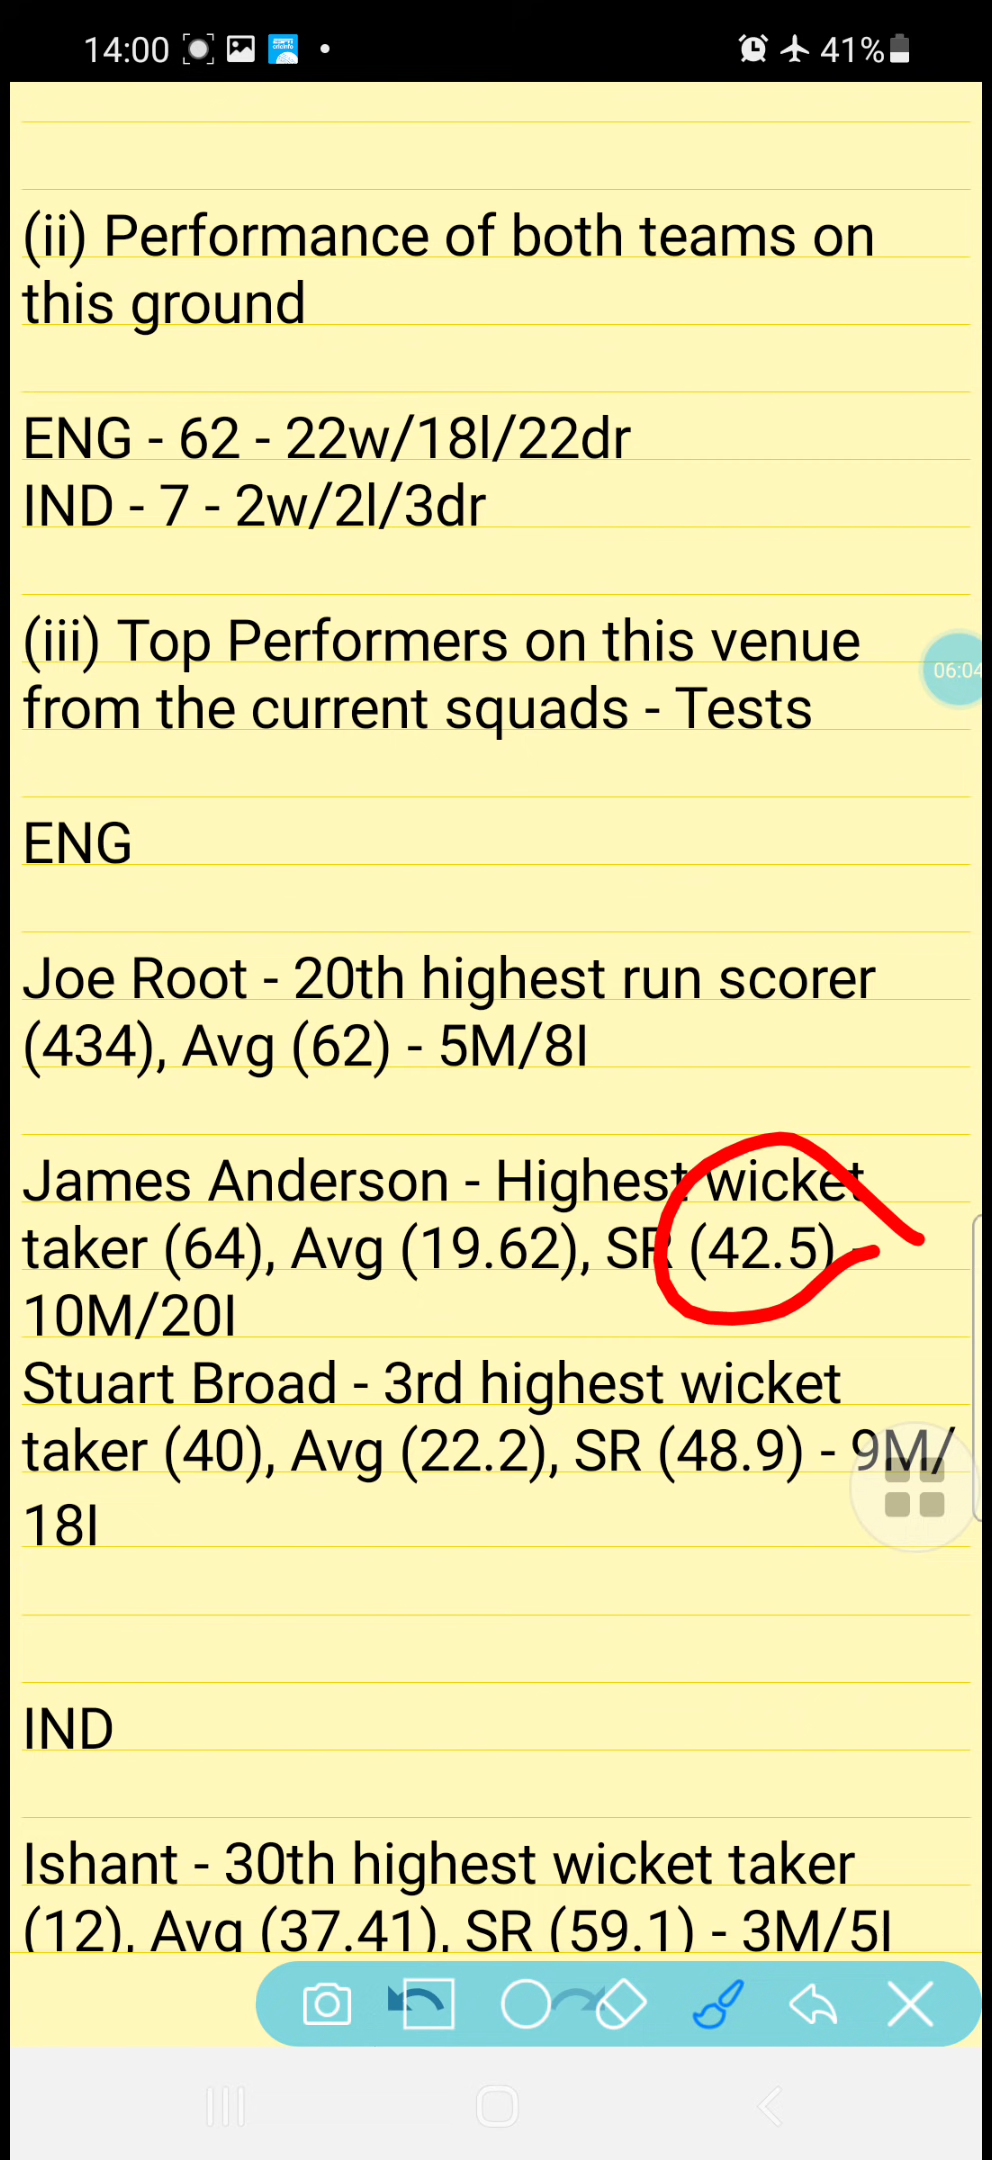 14:00
41%
(ii) Performance of both teams on
this ground
ENG - 62 - 22w/18l/22dr
IND - 7 - 2w/2l/3dr
(iii) Top Performers on this venue
from the current squads - Tests
06:04
ENG
Joe Root - 20th highest run scorer
(434), Avg (62) - 5M/8I
James Anderson - Highest wicket
taker (64), Avg (19.62), SR (42.5) -
10M/20I
Stuart Broad - 3rd highest wicket
taker (40), Avg (22.2), SR (48.9) - 9M/
18I
IND
Ishant - 30th highest wicket taker
(12), Avg (37.41), SR (59.1) - 3M/5I